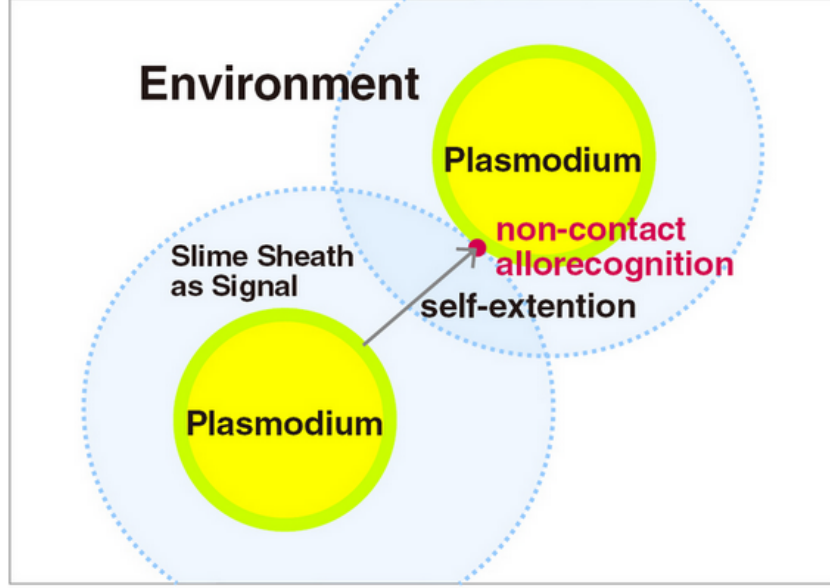 Environment
Plasmodium
non-contact
allorecognition
Slime Sheath
as Signal
self-extention
Plasmodium